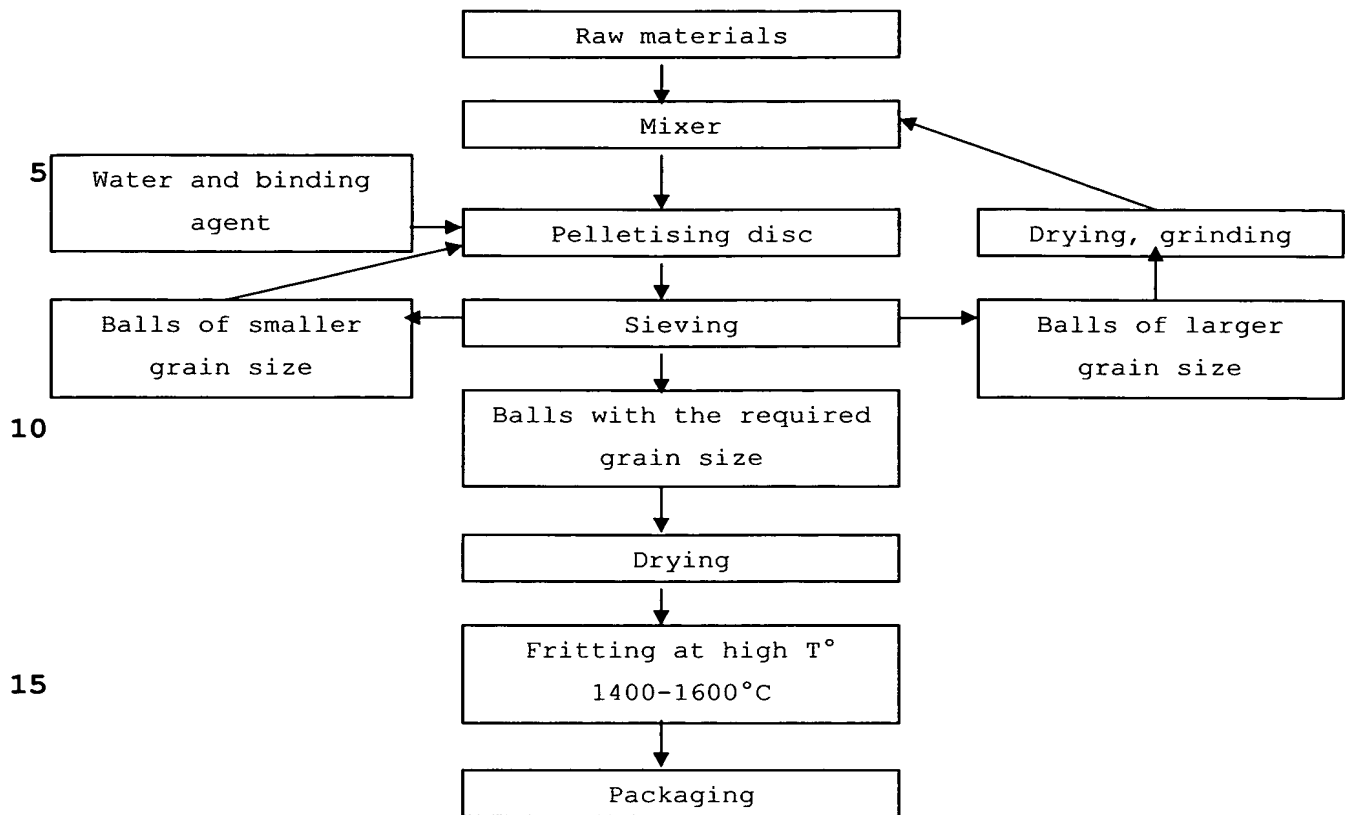 Raw materials
Mixer
5
Water and binding
agent
Pelletising disc
Drying, grinding
Balls of smaller
grain size
Sieving
Balls of larger
grain size
10
Balls with the required
grain size
Drying
Fritting at high T°
15
1400-1600°C
Packaging